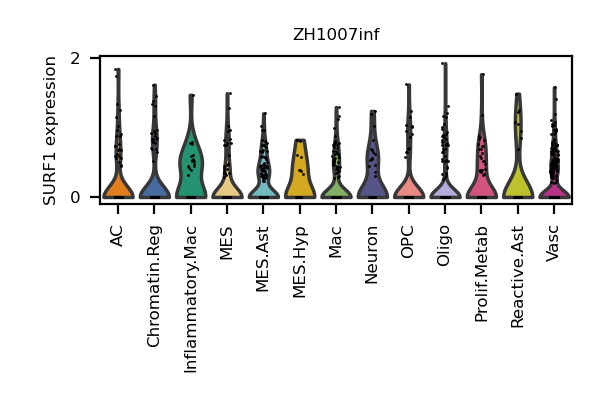 ZH1007inf
SURF1 expression
2
0
AC
Chromatin.Reg
Inflammatory.Mac
MES
MES.Ast
MES.Hyp
Mac
Neuron
OPC
Oligo
Prolif.Metab
Reactive.Ast
Vasc